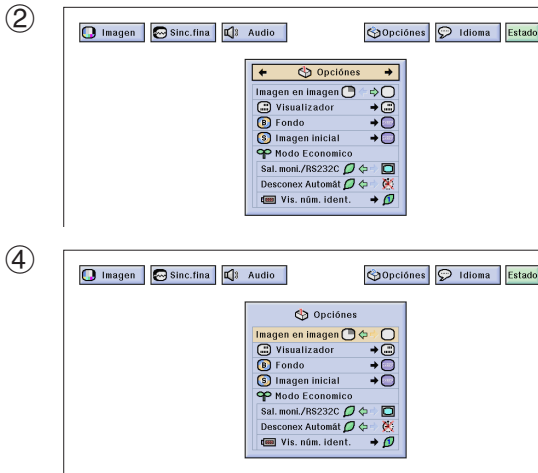 ②
Imagen Sinc.fina Audio Opciónes Idioma Estado
Opciónes
Imagen en imagen
Visualizador
B Fondo
S Imagen inicial
Modo Economico
Sal. moni./RS232C
Desconex Automát
Vis. núm. ident. 1
④
Imagen Sinc.fina Audio Opciónes Idioma Estado
Opciónes
Imagen en imagen
Visualizador
B Fondo
S Imagen inicial
Modo Economico
Sal. moni./RS232C
Desconex Automát
Vis. núm. ident. 1